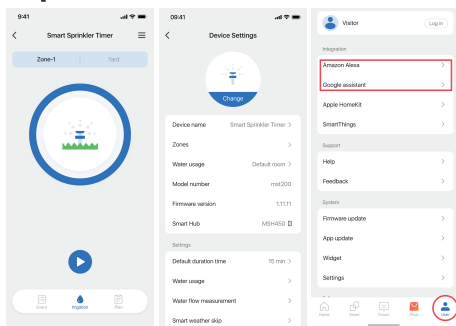 9:41
Smart Sprinkler Timer
Zone-1
Yard
Event
Irrigation
Plan
09:41
Device Settings
Change
Device name
Smart Sprinkler Timer
Zones
Water usage
Default room
Model number
mst200
Firmware version
1.11.11
Smart Hub
MSH450
Settings
Default duration time
15 min
Water usage
Water flow measurement
Smart weather skip
Visitor
Log in
Integration
Amazon Alexa
Google assistant
Apple HomeKit
SmartThings
Support
Help
Feedback
System
Firmware update
App update
Widget
Settings
Home
Scene
Power
Shop
User